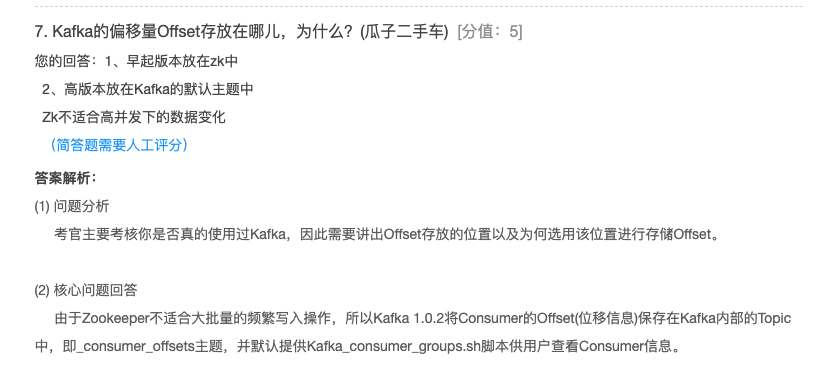 7. Kafka的偏移量Offset存放在哪儿，为什么？(瓜子二手车) [分值：5]
您的回答：1、早起版本放在zk中
2、高版本放在Kafka的默认主题中
Zk不适合高并发下的数据变化
（简答题需要人工评分）
答案解析：
(1) 问题分析
考官主要考核你是否真的使用过Kafka，因此需要讲出Offset存放的位置以及为何选用该位置进行存储Offset。
(2) 核心问题回答
由于Zookeeper不适合大批量的频繁写入操作，所以Kafka 1.0.2将Consumer的Offset(位移信息)保存在Kafka内部的Topic
中，即_consumer_offsets主题，并默认提供Kafka_consumer_groups.sh脚本供用户查看Consumer信息。